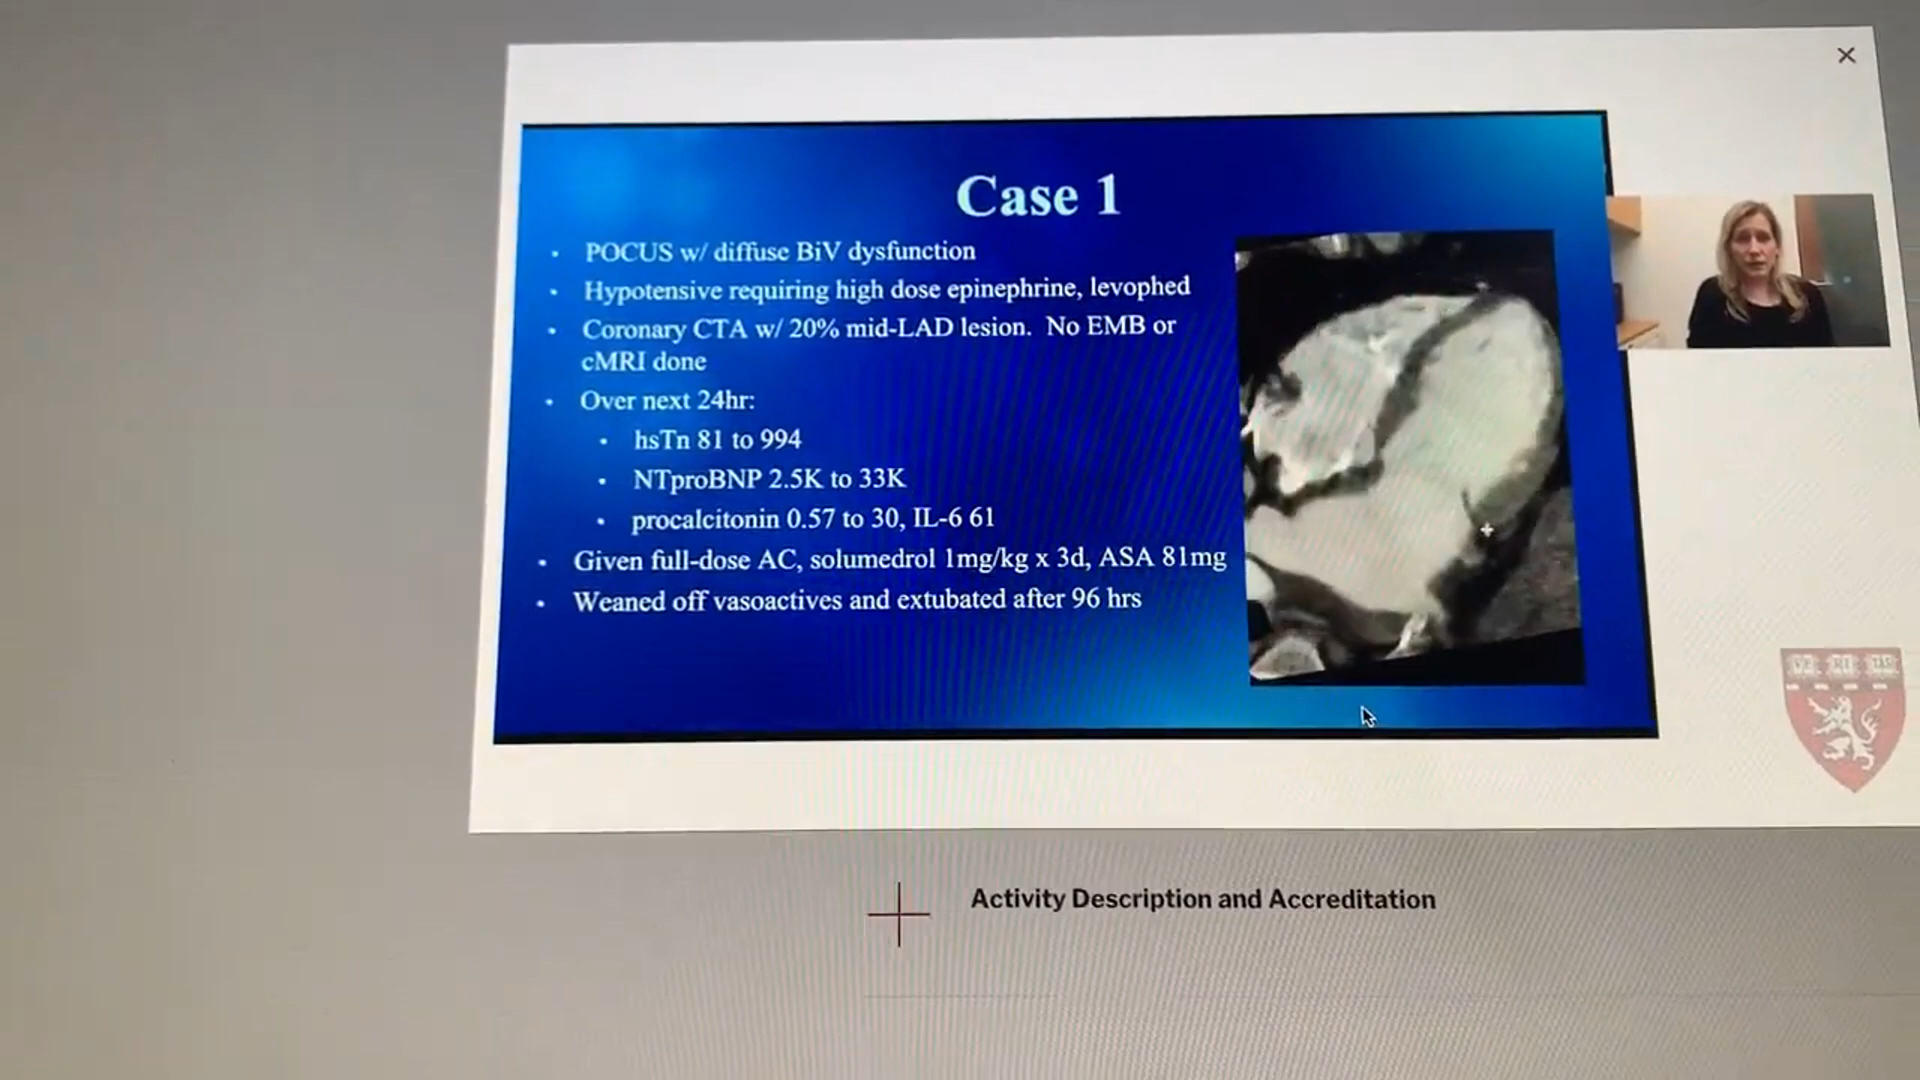 Case 1
• POCUS w/ diffuse BiV dysfunction
• Hypotensive requiring high dose epinephrine, levophed
• Coronary CTA w/ 20% mid-LAD lesion. No EMB or
cMRI done
• Over next 24hr:
• hsTn 81 to 994
• NTproBNP 2.5K to 33K
• procalcitonin 0.57 to 30, IL-6 61
• Given full-dose AC, solumedrol 1mg/kg x 3d, ASA 81mg
• Weaned off vasoactives and extubated after 96 hrs
VE RI TAS
Activity Description and Accreditation